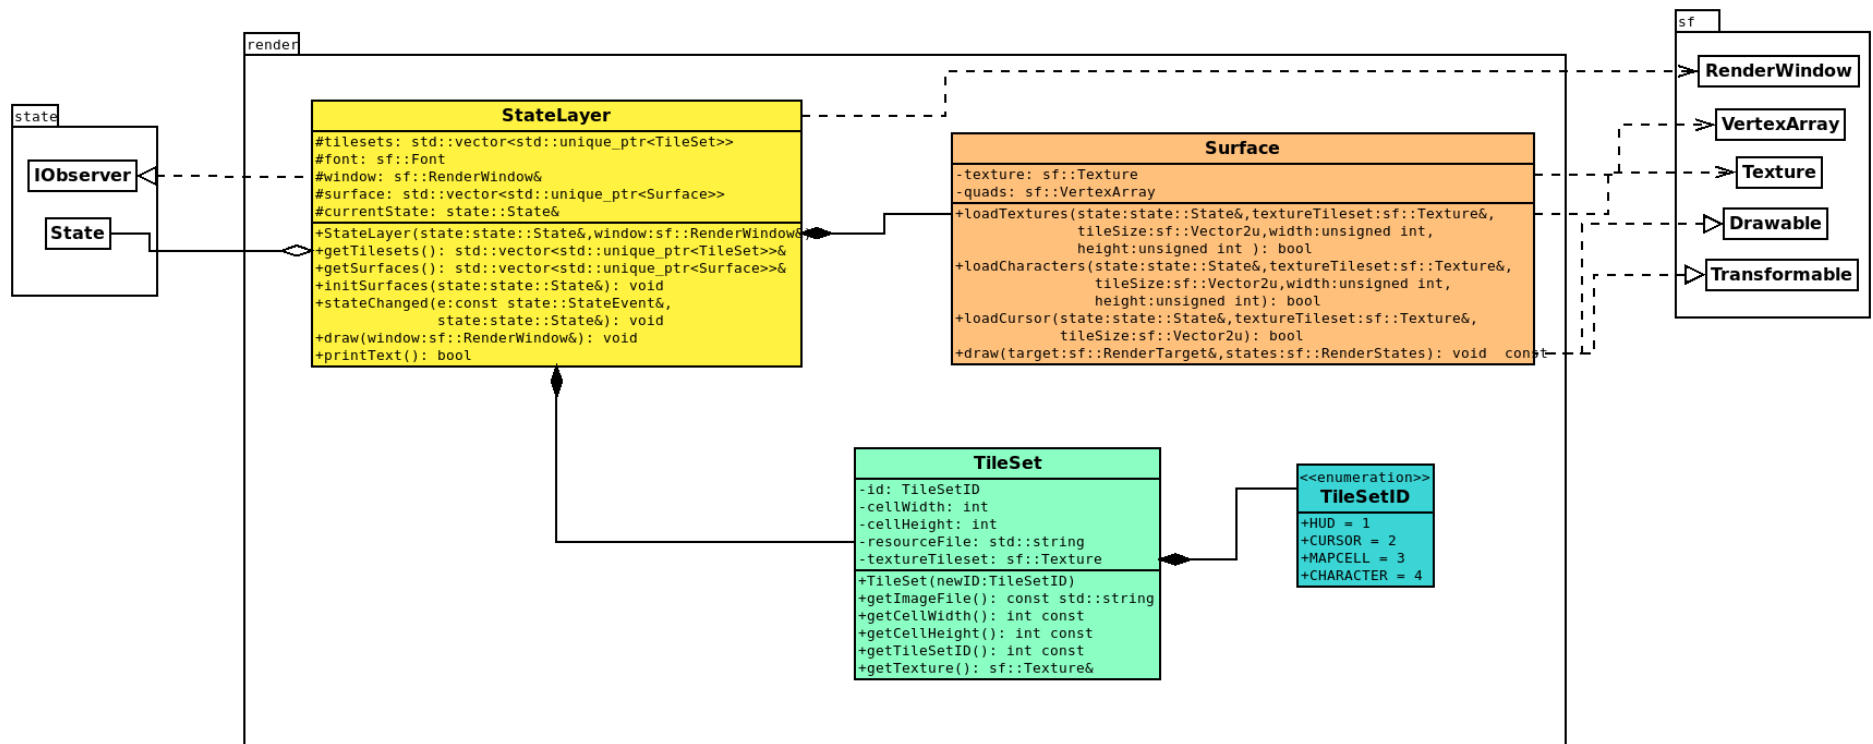 state
IObserver
State
render
StateLayer
#tilesets: std::vector<std::unique_ptr<TileSet>>
#font: sf::Font
#window: sf::RenderWindow&
#surface: std::vector<std::unique_ptr<Surface>>
#currentState: state::State&
+StateLayer(state:state::State&,window:sf::RenderWindow&)
+getTilesets(): std::vector<std::unique_ptr<TileSet>>&
+getSurfaces(): std::vector<std::unique_ptr<Surface>>&
+initSurfaces(state:state::State&): void
+stateChanged(e:const state::StateEvent&,
state:state::State&): void
+draw(window:sf::RenderWindow&): void
+printText(): bool
Surface
-texture: sf::Texture
-quads: sf::VertexArray
+loadTextures(state:state::State&,textureTileset:sf::Texture&,
tileSize:sf::Vector2u,width:unsigned int,
height:unsigned int ): bool
+loadCharacters(state:state::State&,textureTileset:sf::Texture&,
tileSize:sf::Vector2u,width:unsigned int,
height:unsigned int): bool
+loadCursor(state:state::State&,textureTileset:sf::Texture&,
tileSize:sf::Vector2u): bool
+draw(target:sf::RenderTarget&,states:sf::RenderStates): void const
TileSet
-id: TileSetID
-cellWidth: int
-cellHeight: int
-resourceFile: std::string
-textureTileset: sf::Texture
+TileSet(newID:TileSetID)
+getImageFile(): const std::string
+getCellWidth(): int const
+getCellHeight(): int const
+getTileSetID(): int const
+getTexture(): sf::Texture&
<<enumeration>>
TileSetID
+HUD = 1
+CURSOR = 2
+MAPCELL = 3
+CHARACTER = 4
sf
RenderWindow
VertexArray
Texture
Drawable
Transformable